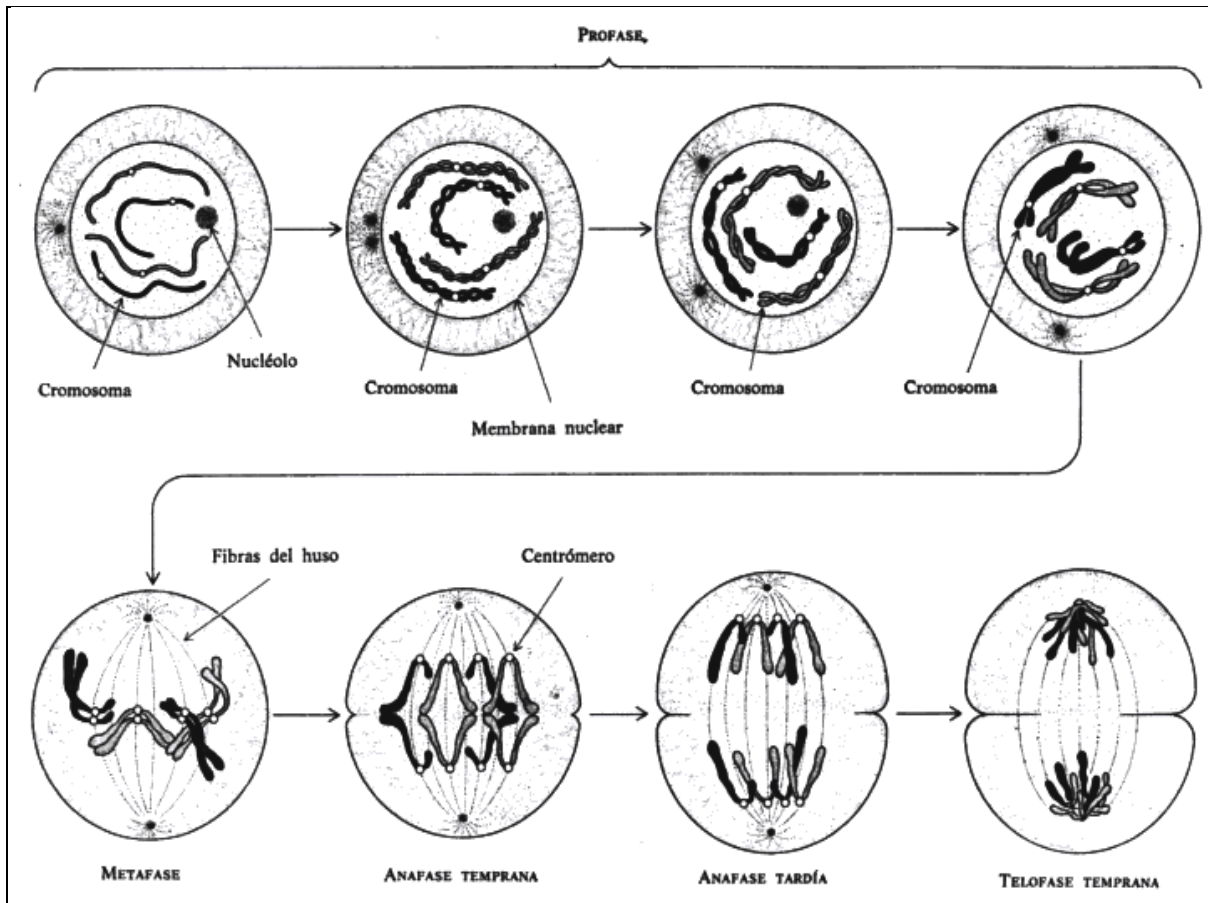 PROFASE.
Nucléolo
Cromosoma
Cromosoma
Cromosoma
Cromosoma
Membrana nuclear
Fibras del huso
Centrómero
METAFASE
ANAFASE TEMPRANA
ANAFASE TARDÍA
TELOFASE TEMPRANA